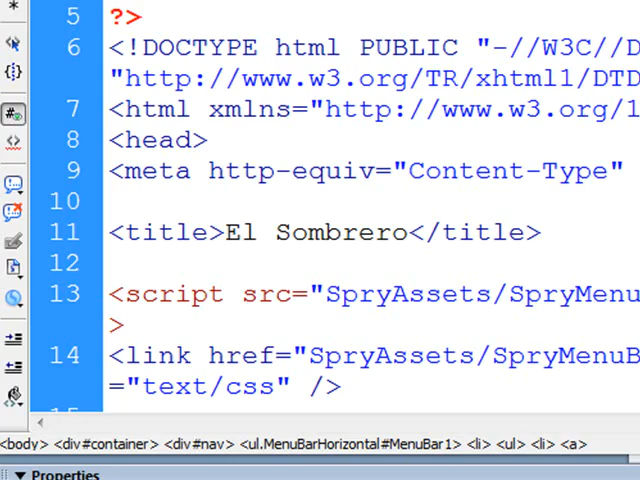 5 ?>
6 <!DOCTYPE html PUBLIC "-//W3C//D
"http://www.w3.org/TR/xhtml1/DTD
7 <html xmlns="http://www.w3.org/1
8 <head>
9 <meta http-equiv="Content-Type"
10
11 <title>El Sombrero</title>
12
13 <script src="SpryAssets/SpryMenu
>
14 <link href="SpryAssets/SpryMenuB
="text/css" />
15
<body> <div#container> <div#nav> <ul.MenuBarHorizontal#MenuBar1> <li> <ul> <li> <a>
Properties